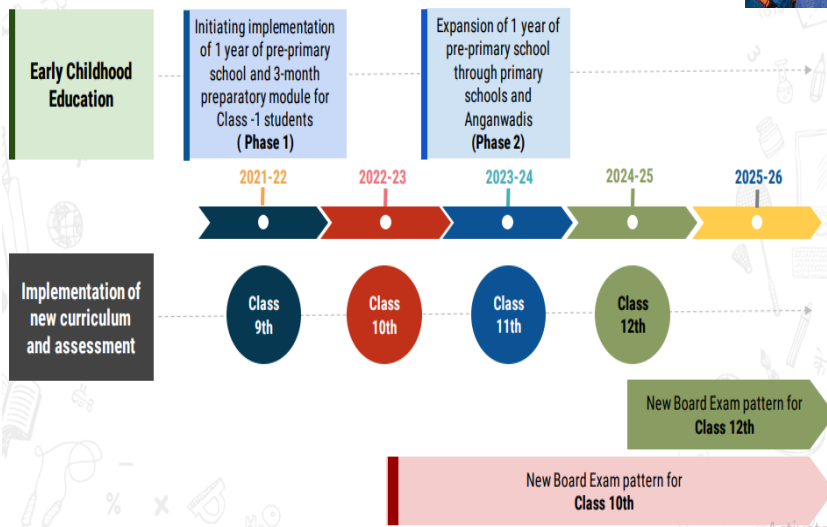 Early Childhood
Education
Initiating implementation
of 1 year of pre-primary
school and 3-month
preparatory module for
Class -1 students
( Phase 1)
Expansion of 1 year of
pre-primary school
through primary
schools and
Anganwadis
(Phase 2)
2021-22
2022-23
2023-24
2024-25
2025-26
Implementation of
new curriculum
and assessment
Class
9th
Class
10th
Class
11th
Class
12th
New Board Exam pattern for
Class 12th
New Board Exam pattern for
Class 10th